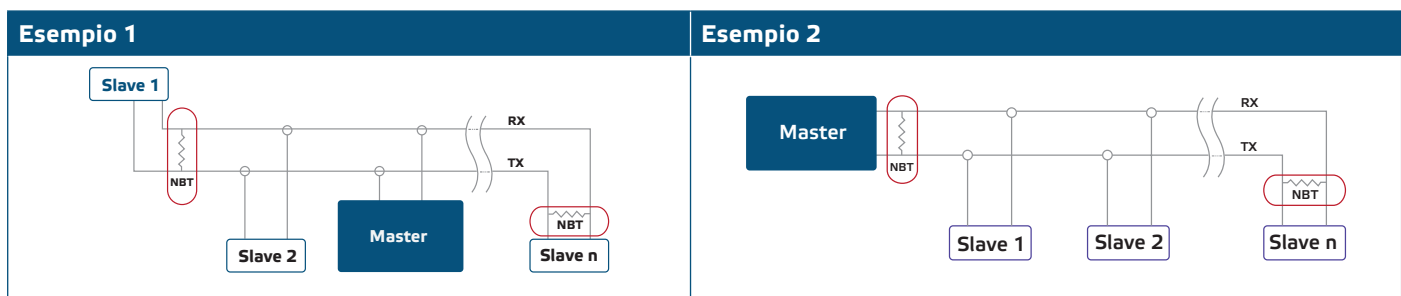 Esempio 1
Slave 1
RX
TX
NBT
NBT
Master
Slave 2
Slave n
Esempio 2
Master
RX
TX
NBT
NBT
Slave 1
Slave 2
Slave n